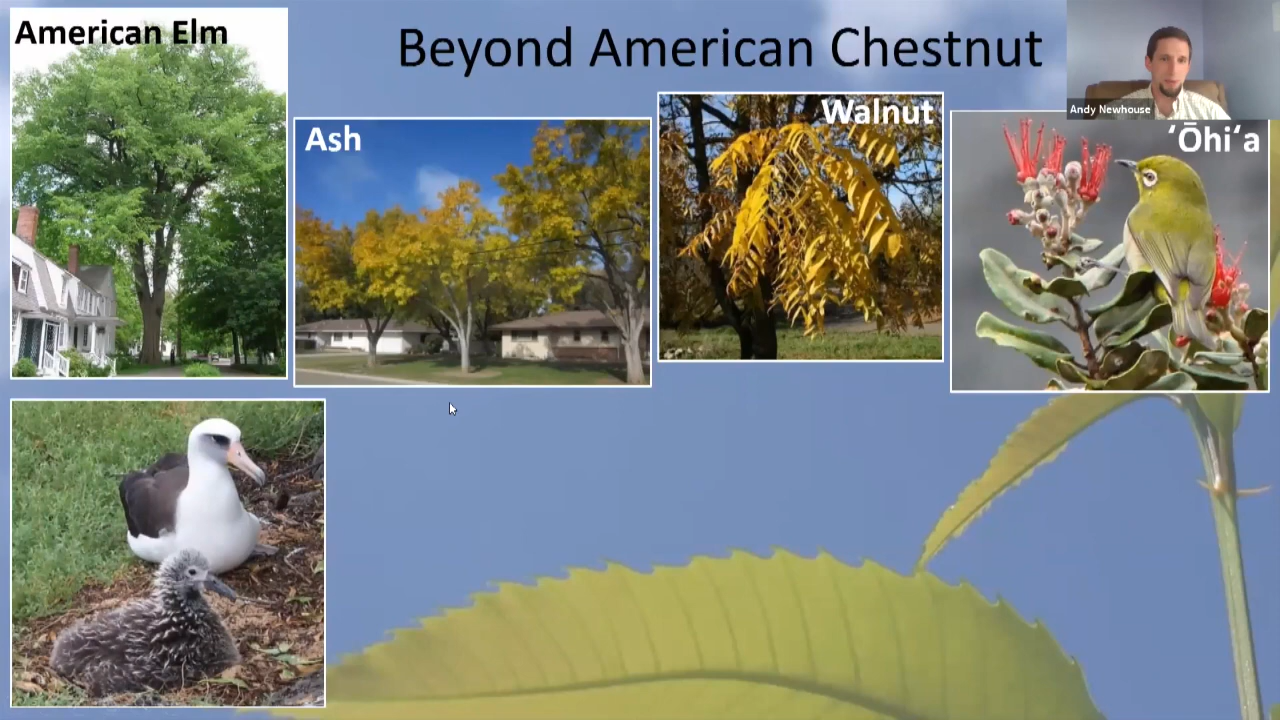 American Elm
Beyond American Chestnut
Andy Newhouse
Ash
Walnut
ʻŌhiʻa